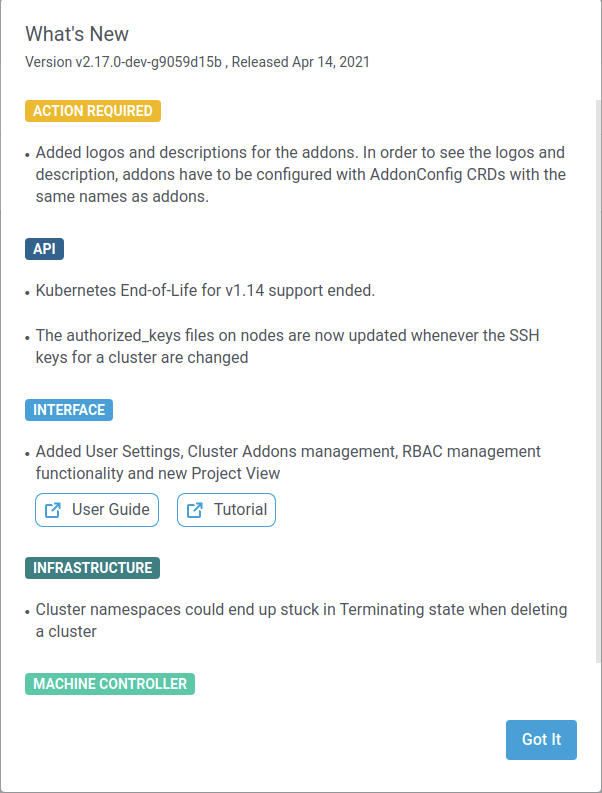 What's New
Version v2.17.0-dev-g9059d15b , Released Apr 14, 2021
ACTION REQUIRED
• Added logos and descriptions for the addons. In order to see the logos and
description, addons have to be configured with AddonConfig CRDs with the
same names as addons.
API
• Kubernetes End-of-Life for v1.14 support ended.
• The authorized_keys files on nodes are now updated whenever the SSH
keys for a cluster are changed
INTERFACE
• Added User Settings, Cluster Addons management, RBAC management
functionality and new Project View
User Guide Tutorial
INFRASTRUCTURE
• Cluster namespaces could end up stuck in Terminating state when deleting
a cluster
MACHINE CONTROLLER
Got It